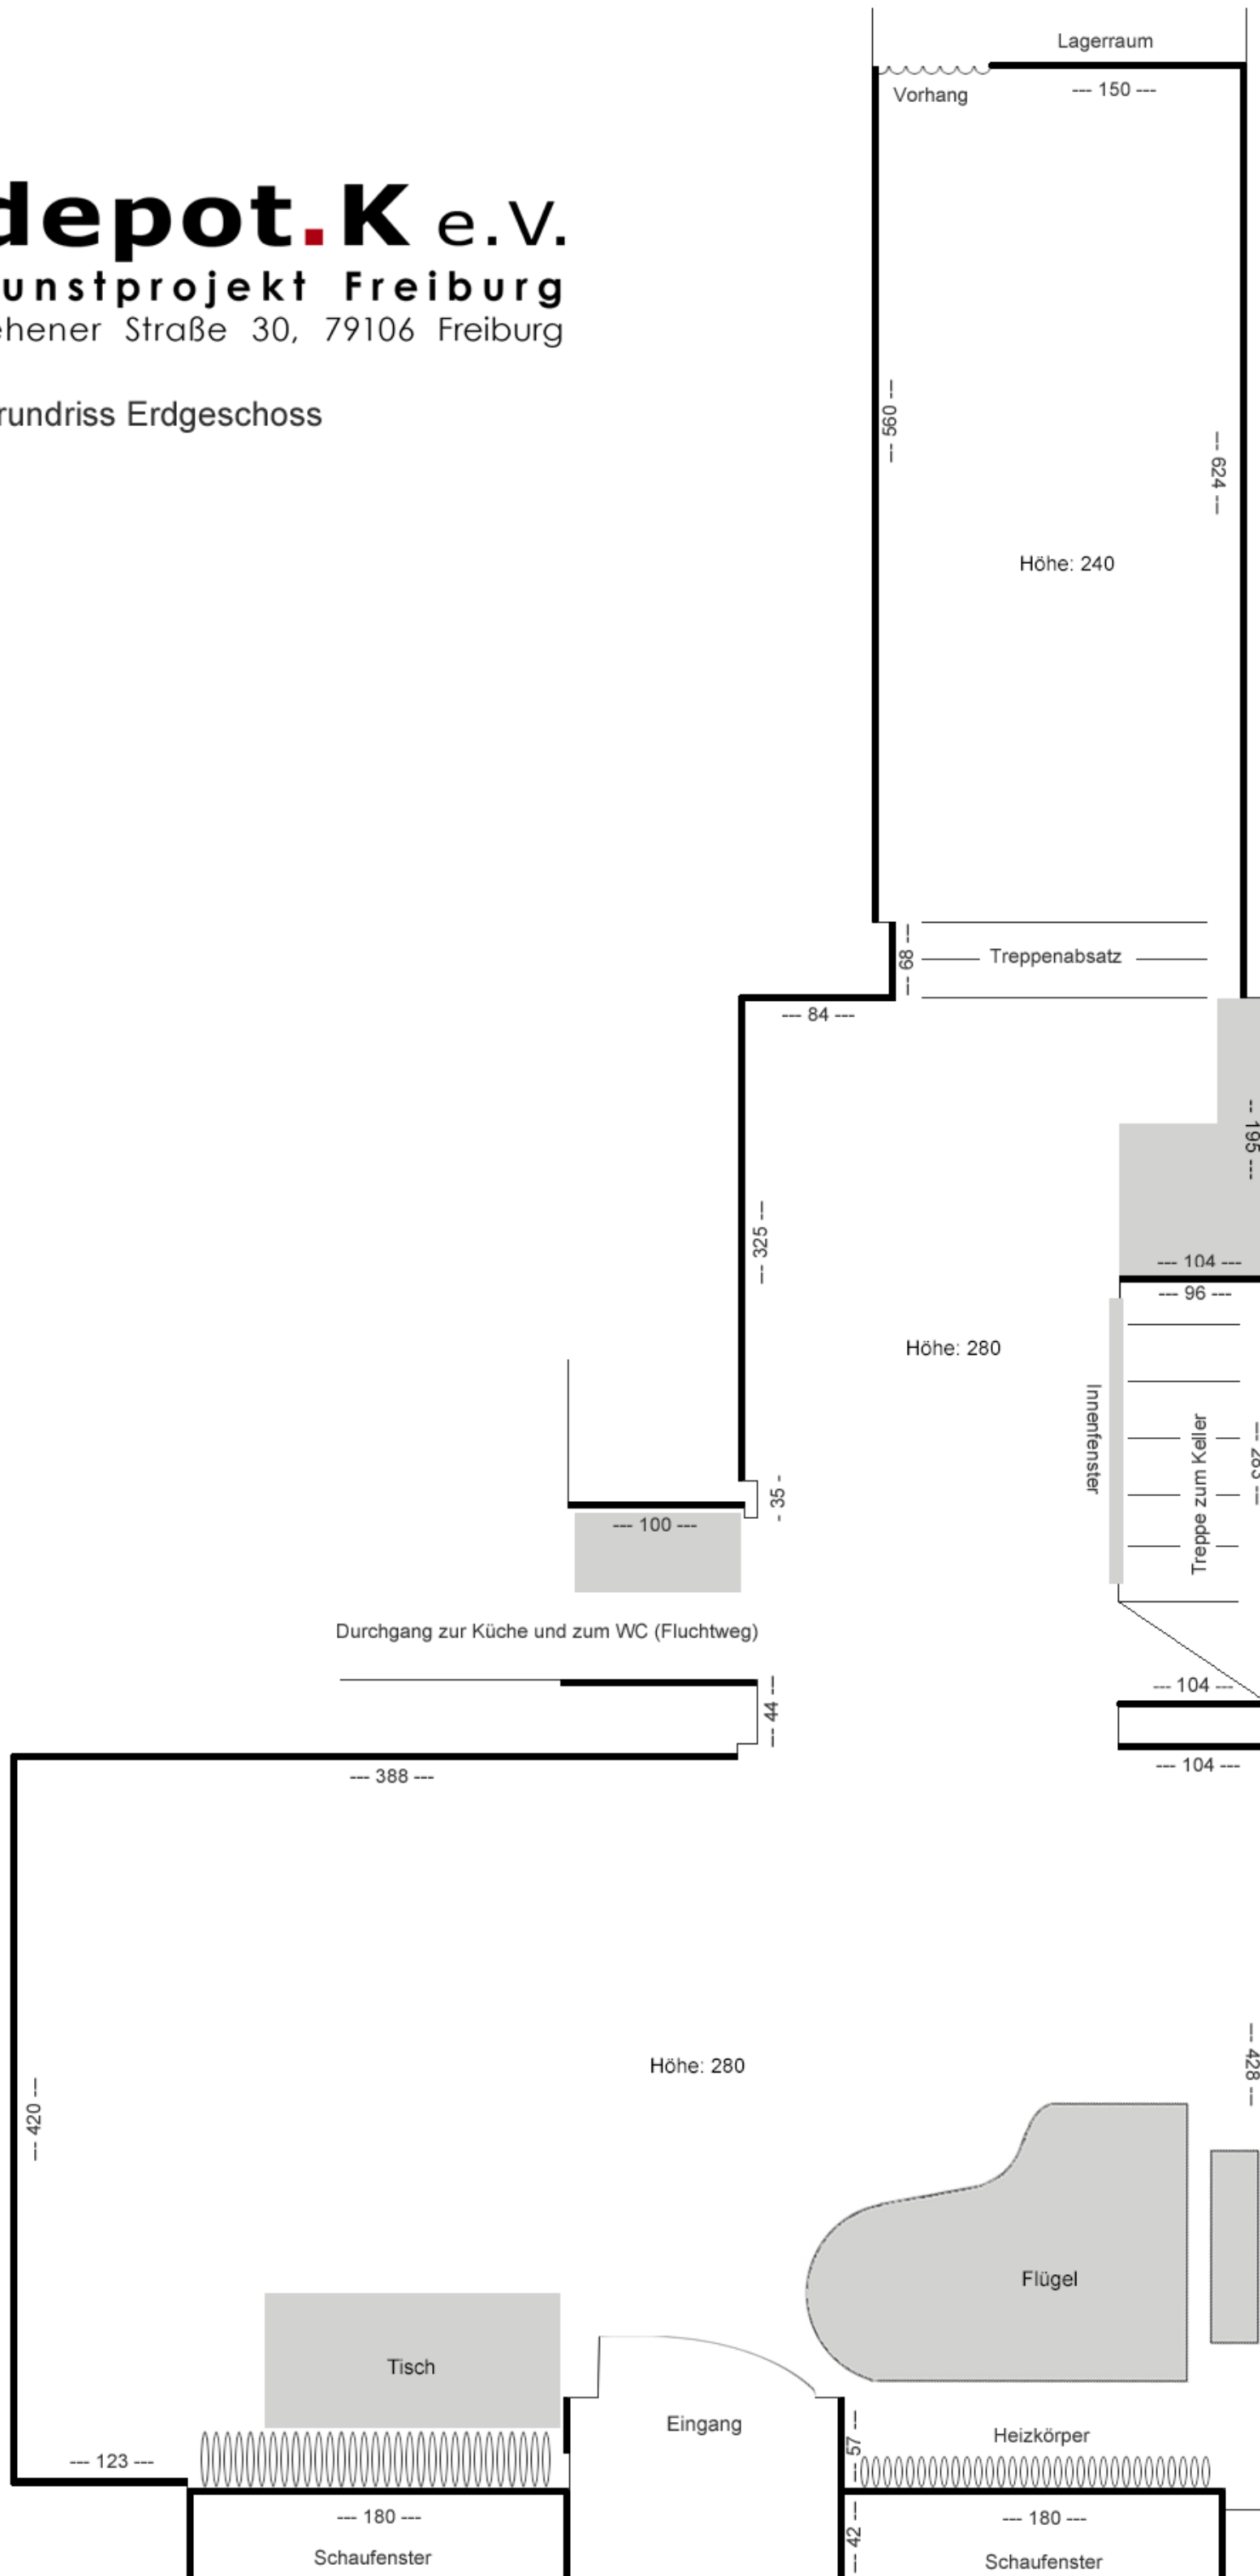 Lagerraum
Vorhang
--- 150 ---
depot.K e.V.
unstprojekt Freiburg
ehener Straße 30, 79106 Freiburg
rundriss Erdgeschoss
--- 560 ---
--- 624 ---
Höhe: 240
--- 68 ---
Treppenabsatz
--- 84 ---
-- 195 ---
--- 325 ---
--- 104 ---
--- 96 ---
Höhe: 280
Innenfenster
Treppe zum Keller
--- 283 ---
- 35 -
--- 100 ---
Durchgang zur Küche und zum WC (Fluchtweg)
--- 44 ---
--- 104 ---
--- 104 ---
--- 388 ---
--- 428 ---
Höhe: 280
--- 420 ---
Flügel
Tisch
Eingang
--- 57 ---
Heizkörper
--- 123 ---
--- 180 ---
--- 42 ---
--- 180 ---
Schaufenster
Schaufenster